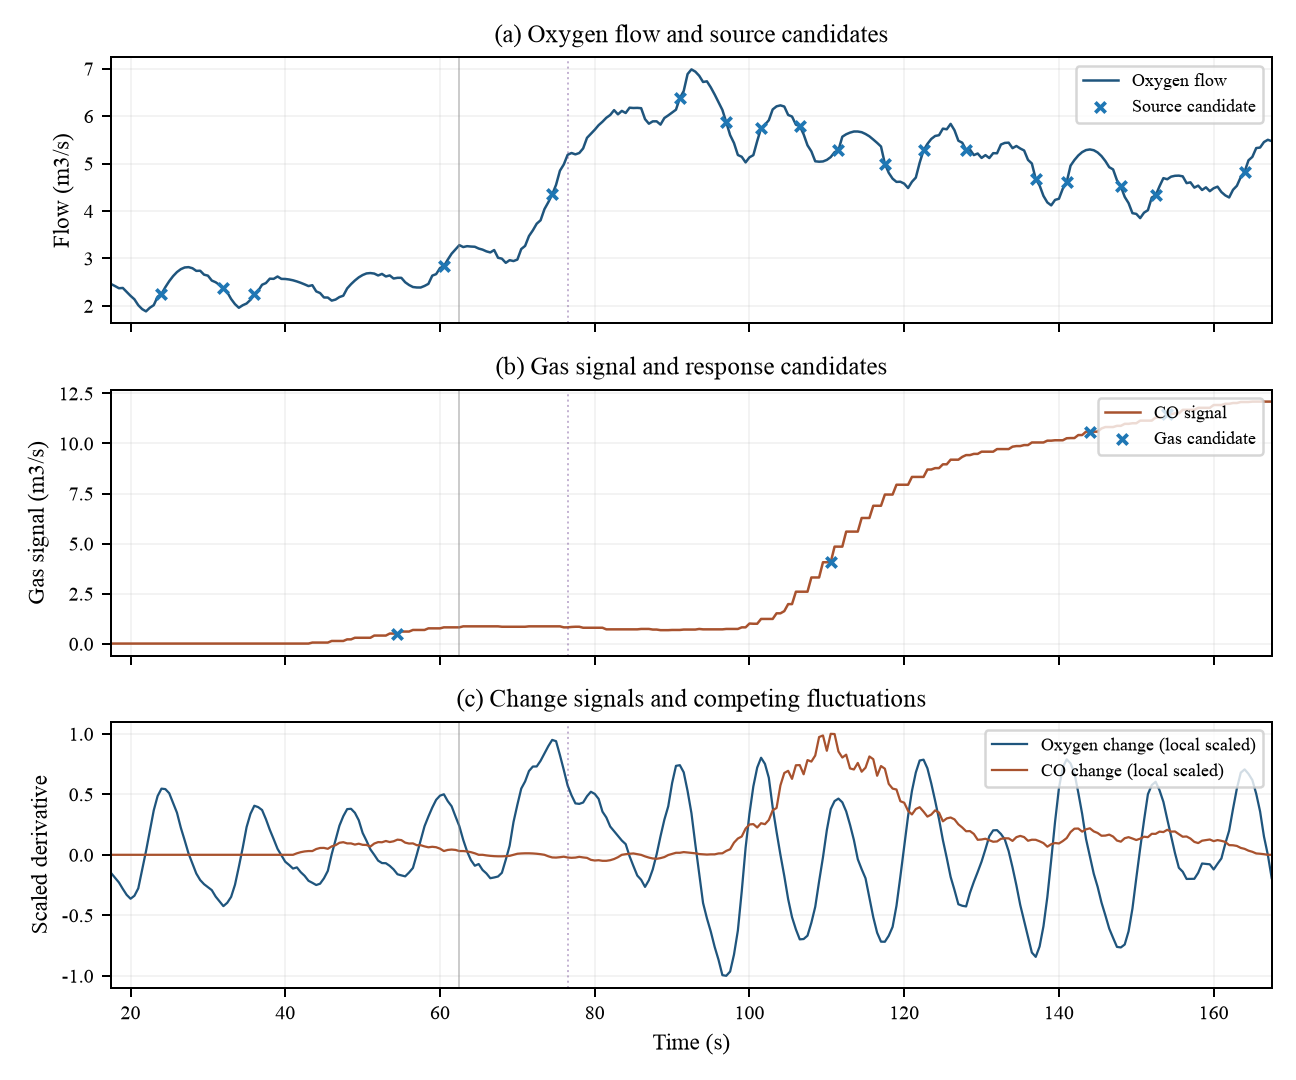 (a) Oxygen flow and source candidates
7
6
5
4
3
2
Flow (m3/s)
Oxygen flow
Source candidate
(b) Gas signal and response candidates
12.5
10.0
7.5
5.0
2.5
0.0
Gas signal (m3/s)
CO signal
Gas candidate
(c) Change signals and competing fluctuations
1.0
0.5
0.0
-0.5
-1.0
Scaled derivative
Oxygen change (local scaled)
CO change (local scaled)
20 40 60 80 100 120 140 160
Time (s)